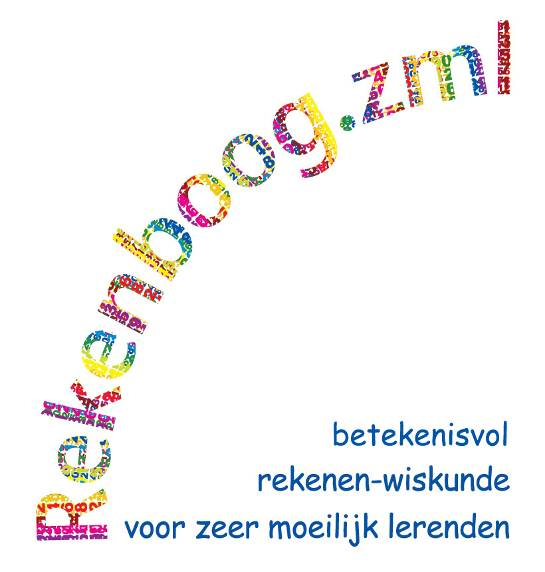 Rekenboog.zml
betekenisvol
rekenen-wiskunde
voor zeer moeilijk lerenden